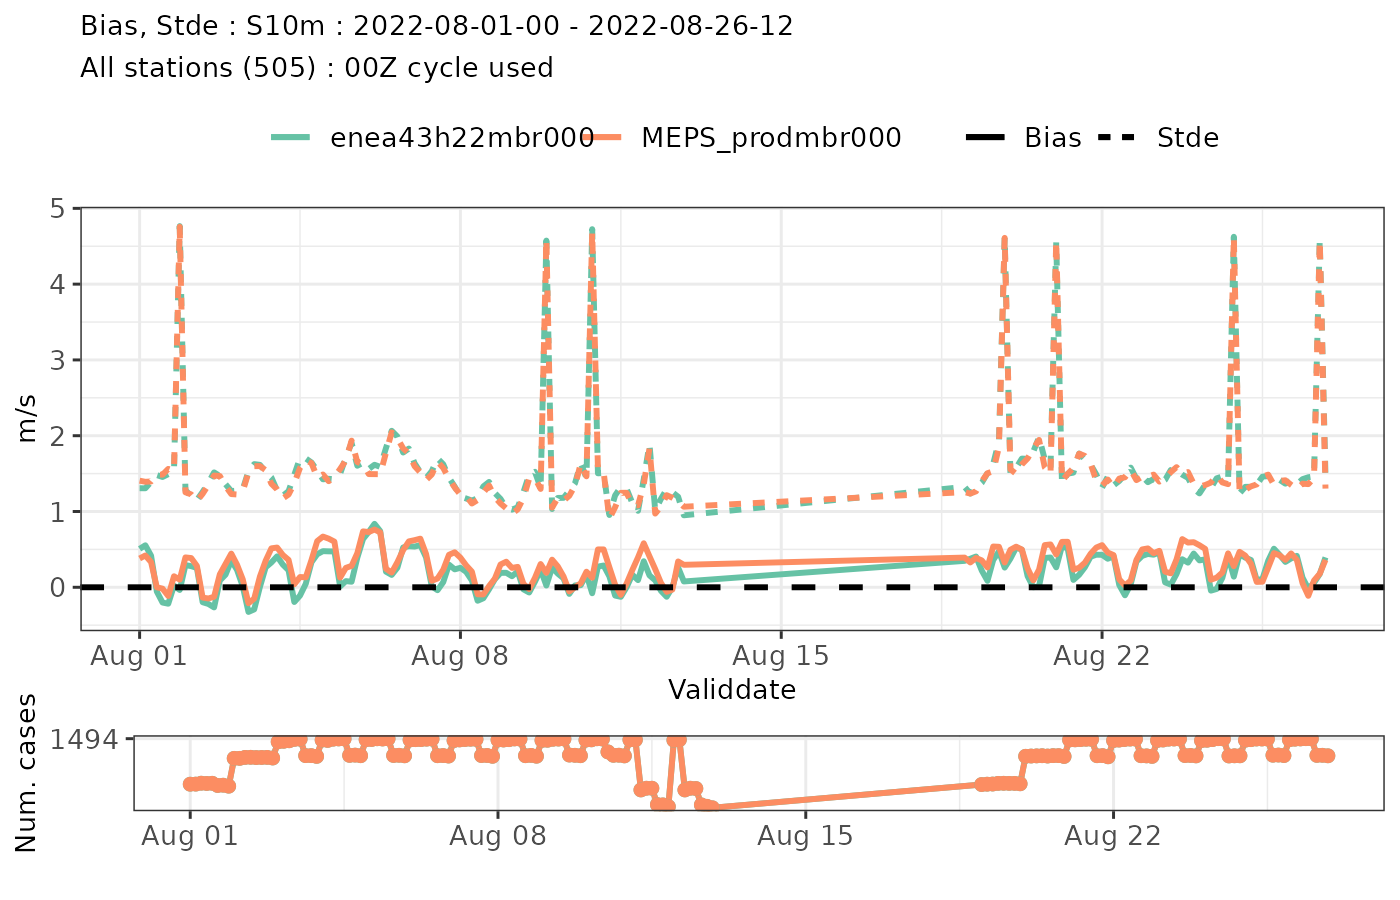 Bias, Stde : S10m : 2022-08-01-00 - 2022-08-26-12
All stations (505) : 00Z cycle used
enea43h22mbr000 MEPS_prodmbr000 Bias Stde
5
4
3
2
1
0
m/s
Aug 01 Aug 08 Aug 15 Aug 22
Validdate
1494
Num. cases
Aug 01 Aug 08 Aug 15 Aug 22